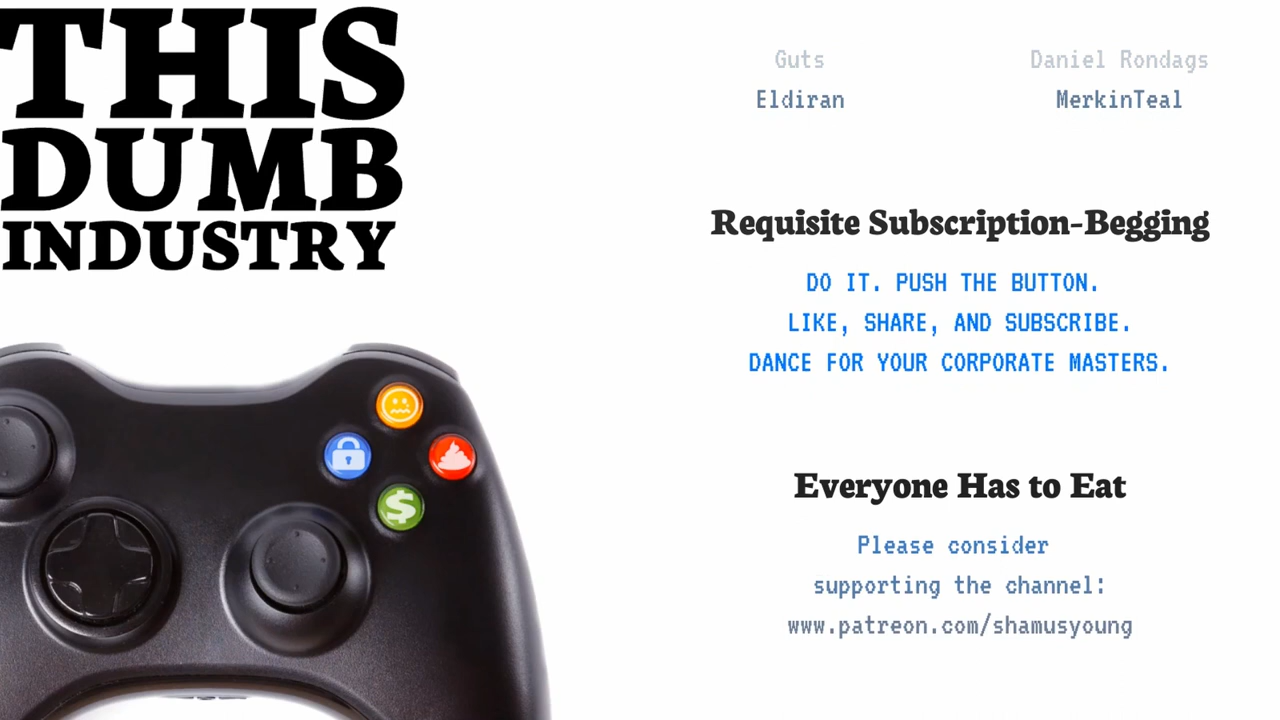 THIS
DUMB
INDUSTRY
Guts Daniel Rondags
Eldiran MerkinTeal
Requisite Subscription-Begging
DO IT. PUSH THE BUTTON.
LIKE, SHARE, AND SUBSCRIBE.
DANCE FOR YOUR CORPORATE MASTERS.
$
Everyone Has to Eat
Please consider
supporting the channel:
www.patreon.com/shamusyoung